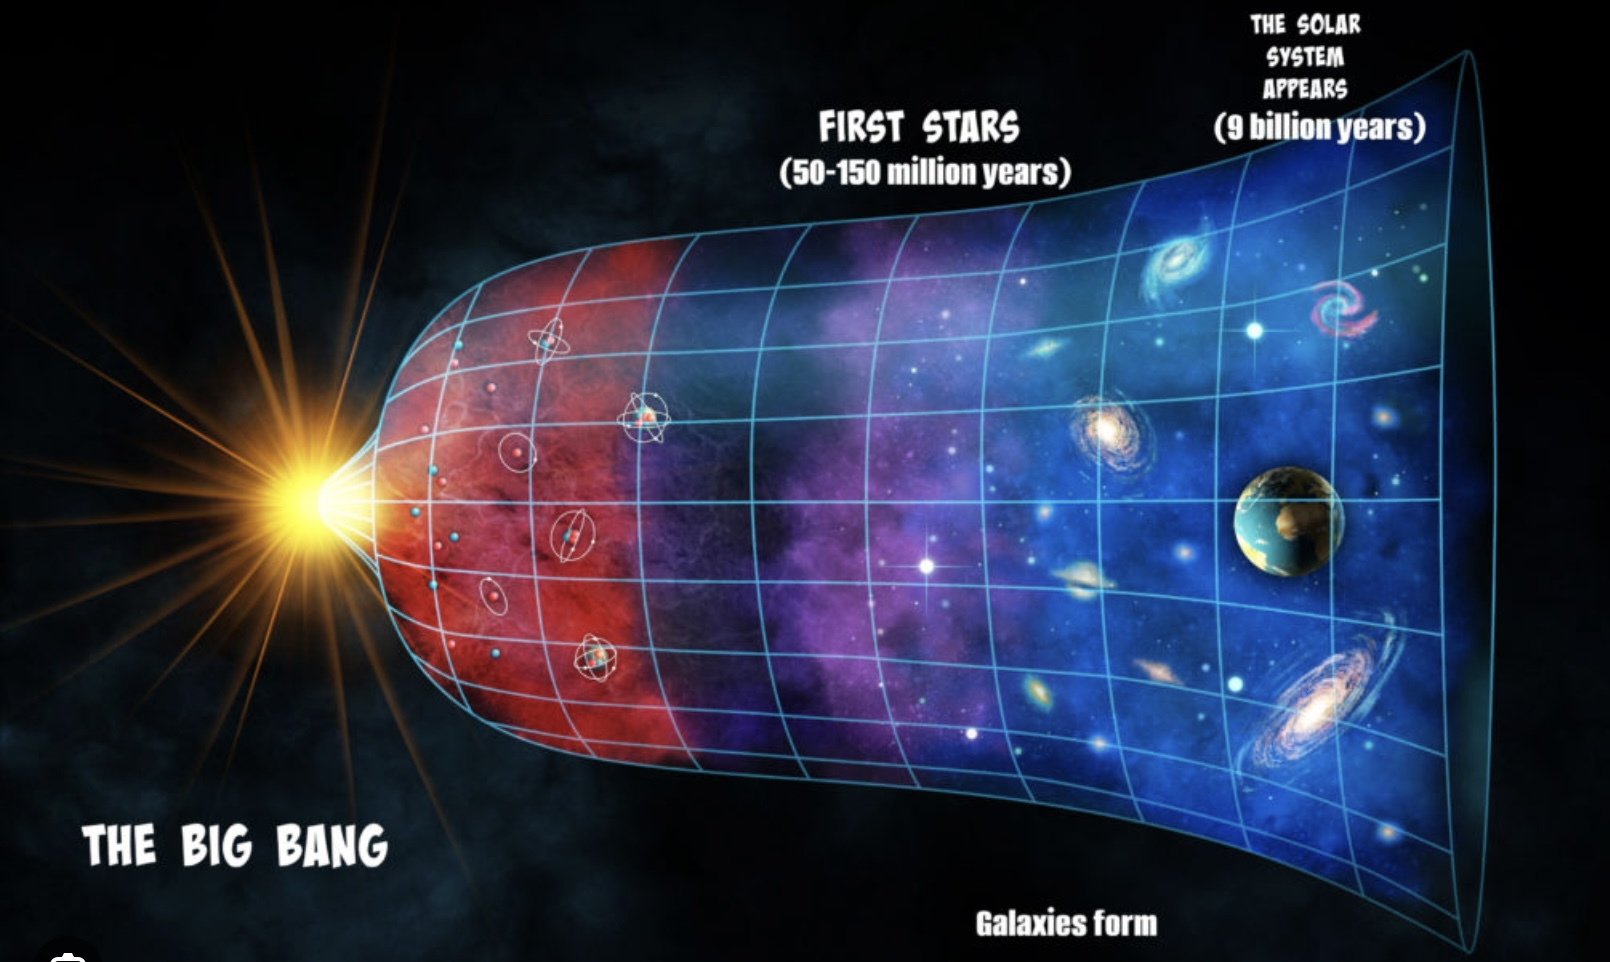 THE SOLAR
SYSTEM
APPEARS
(9 billion years)
FIRST STARS
(50-150 million years)
THE BIG BANG
Galaxies form